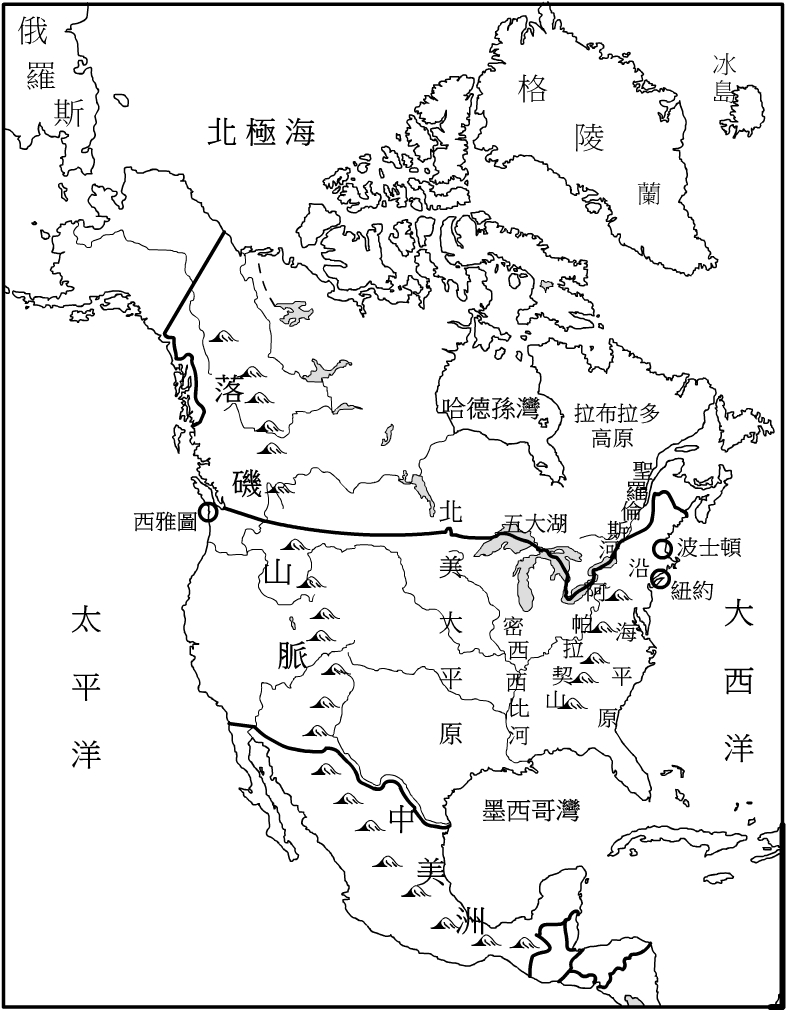 俄羅斯
北極海
格陵蘭
冰島
落磯山脈
哈德孫灣
拉布拉多
高原
聖羅倫斯河
西雅圖
北美大平原
五大湖
波士頓
紐約
沿海平原
阿帕拉契山
密西西比河
太平洋
大西洋
墨西哥灣
中美洲